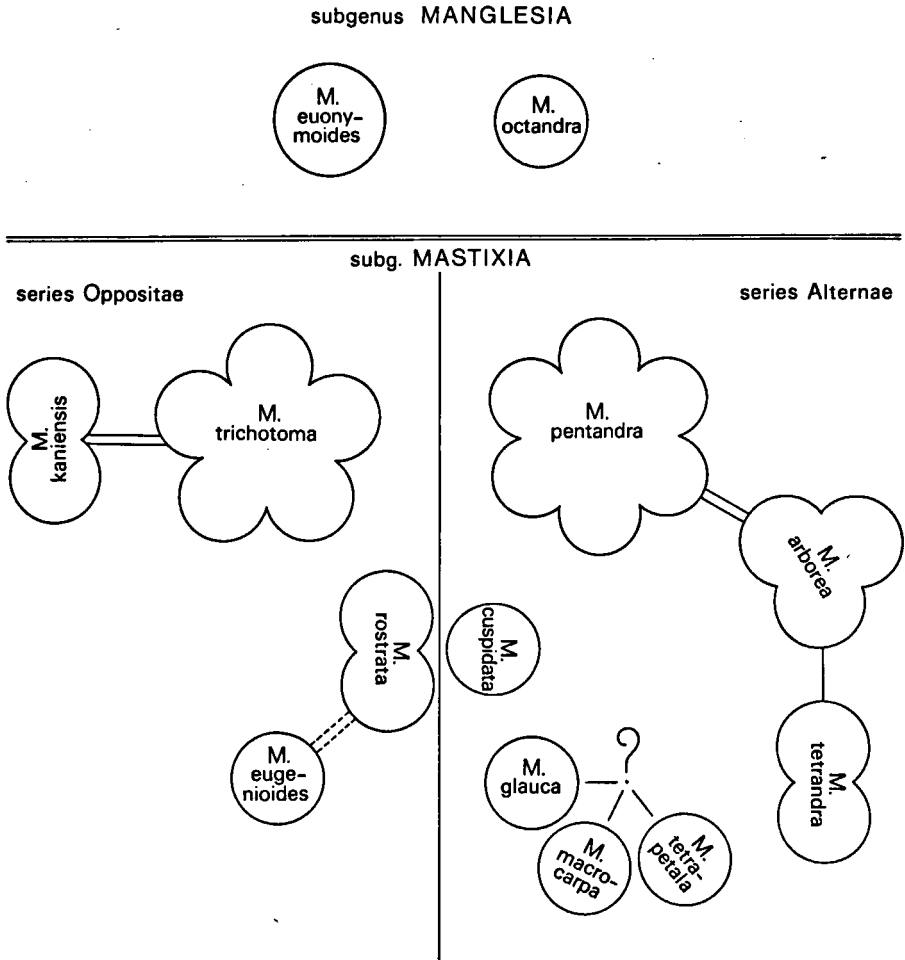 subgenus MANGLESIA
M.
euony-
moides
M.
octandra
subg. MASTIXIA
series Oppositae
series Alternae
M.
kaniensis
M.
trichotoma
M.
pentandra
M.
arborea
M.
rostrata
M.
cuspidata
M.
euge-
nioides
M.
tetrandra
?
M.
glauca
M.
macro-
carpa
M.
tetra-
petala